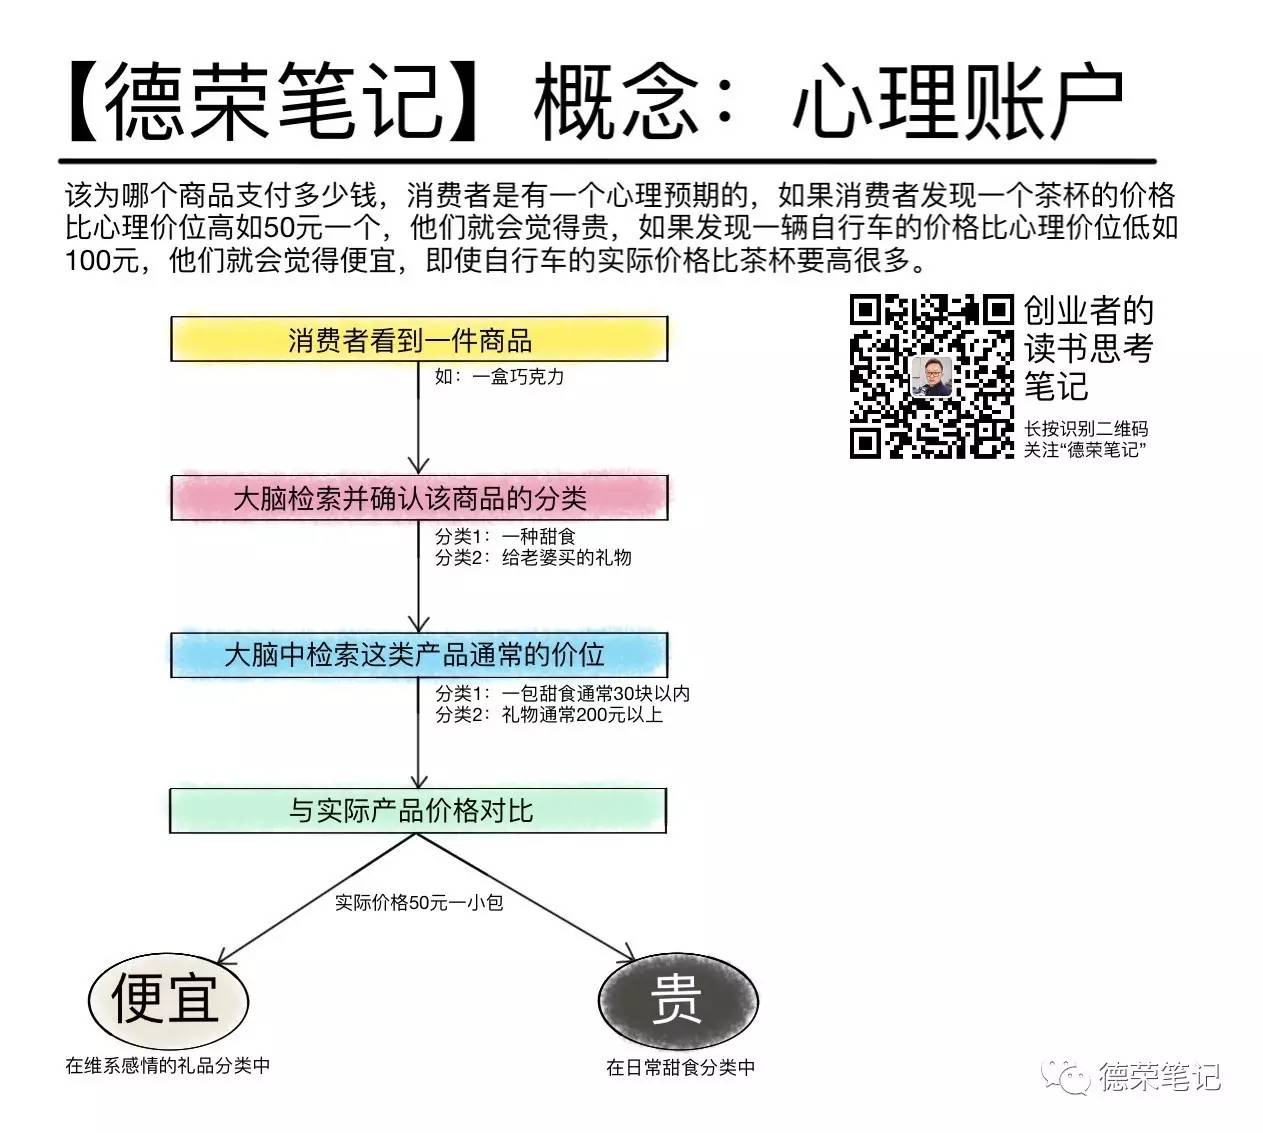 【德荣笔记】概念：心理账户
该为哪个商品支付多少钱，消费者是有一个心理预期的，如果消费者发现一个茶杯的价格
比心理价位高如50元一个，他们就会觉得贵，如果发现一辆自行车的价格比心理价位低如
100元，他们就会觉得便宜，即使自行车的实际价格比茶杯要高很多。
创业者的
读书思考
笔记
长按识别二维码
关注“德荣笔记”
消费者看到一件商品
如：一盒巧克力
大脑检索并确认该商品的分类
分类1：一种甜食
分类2：给老婆买的礼物
大脑中检索这类产品通常的价位
分类1：一包甜食通常30块以内
分类2：礼物通常200元以上
与实际产品价格对比
实际价格50元一小包
便宜
贵
在维系感情的礼品分类中
在日常甜食分类中
德荣笔记